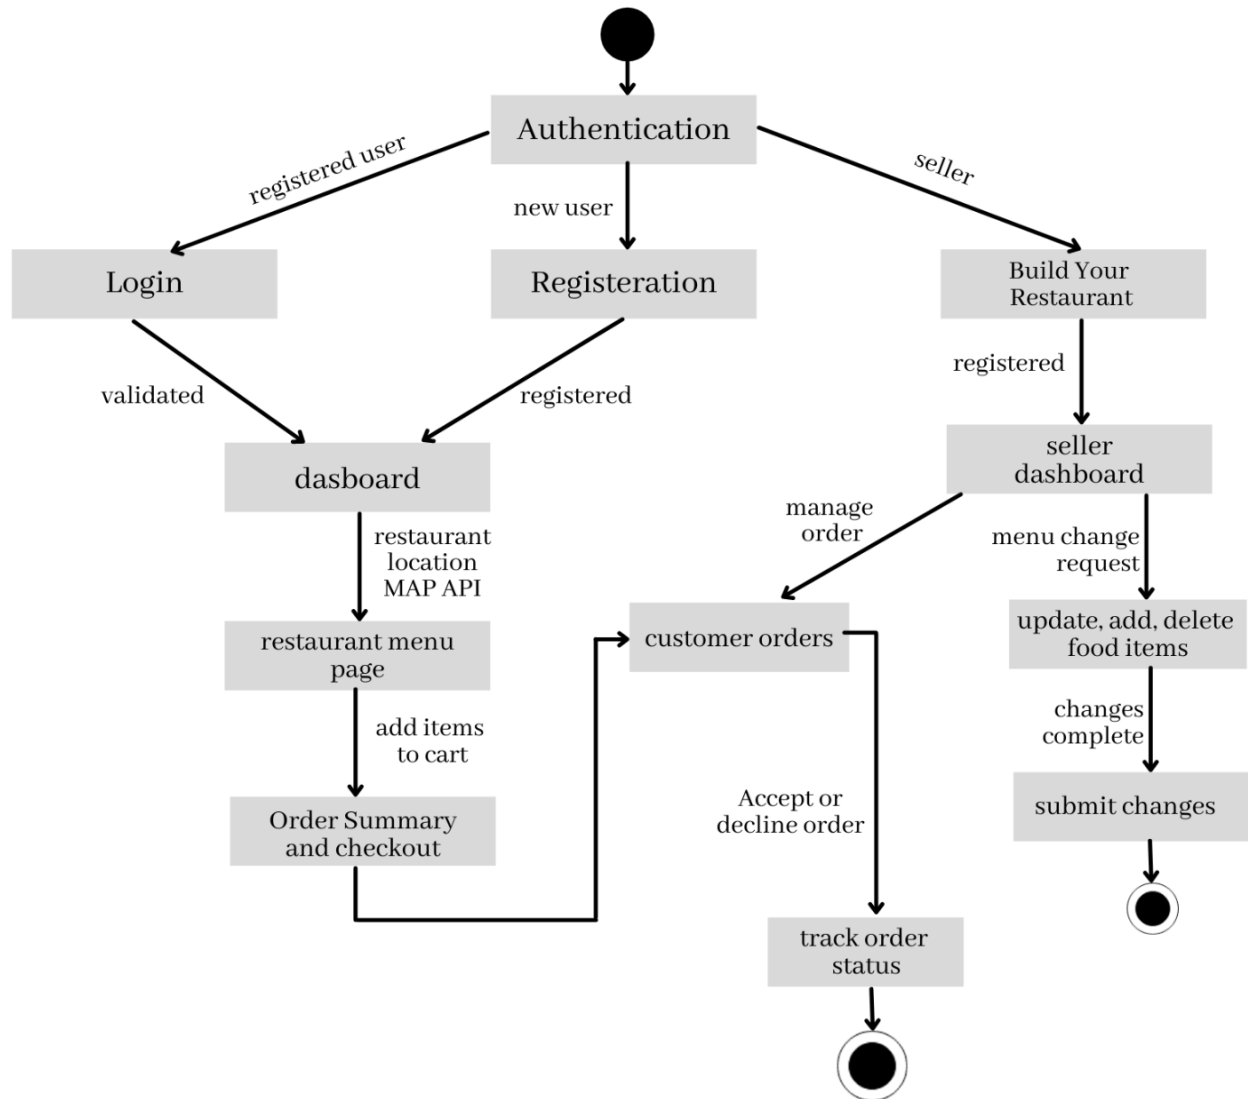 Authentication
registered user
new user
seller
Login
Registeration
Build Your
Restaurant
validated
registered
registered
dasboard
seller
dashboard
restaurant
location
MAP API
manage
order
menu change
request
restaurant menu
page
customer orders
update, add, delete
food items
add items
to cart
changes
complete
Order Summary
and checkout
Accept or
decline order
submit changes
track order
status